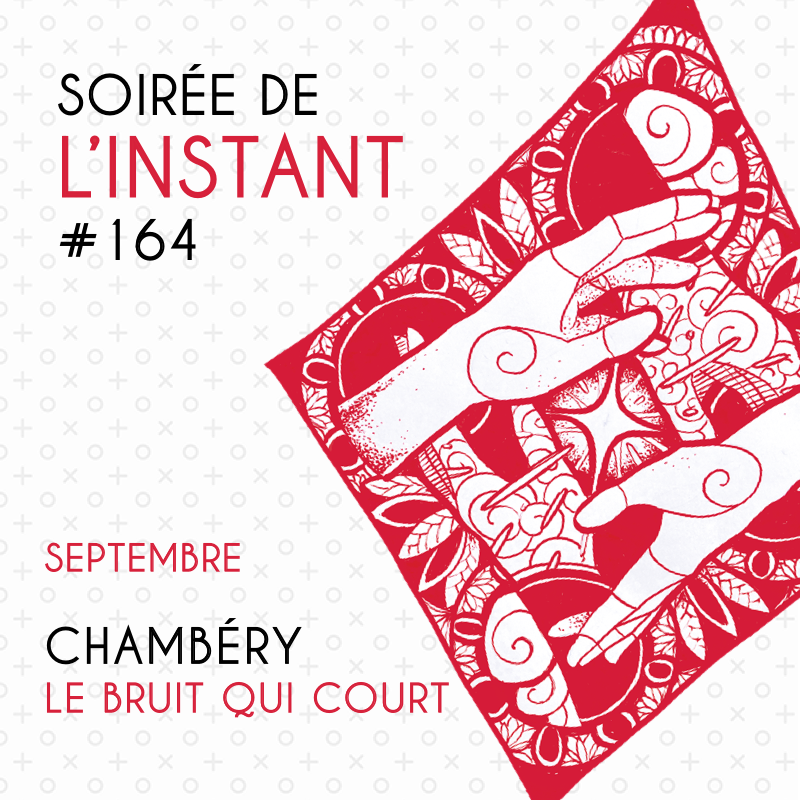 SOIRÉE DE
L'INSTANT
#164
SEPTEMBRE
CHAMBÉRY
LE BRUIT QUI COURT